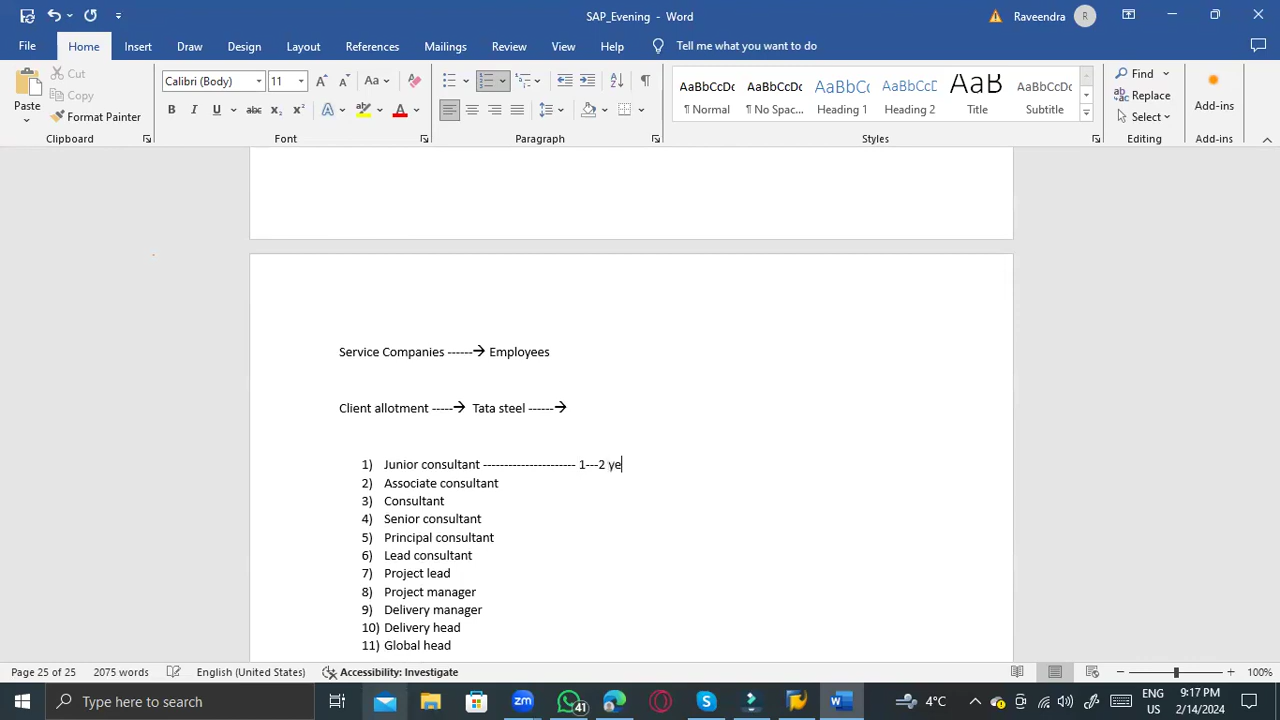 SAP_Evening - Word
Raveendra R
File Home Insert Draw Design Layout References Mailings Review View Help Tell me what you want to do
Paste Cut Copy Format Painter
Calibri (Body) 11
AaBbCcDc AaBbCcDc AaBbCc AaBbCcD AaB AaBbCcD
¶ Normal ¶ No Spac... Heading 1 Heading 2 Title Subtitle
Find Replace Select Add-ins
Clipboard Font Paragraph Styles Editing Add-ins
Service Companies ------→ Employees
Client allotment -----→ Tata steel ------→
1) Junior consultant ---------------------- 1---2 ye
2) Associate consultant
3) Consultant
4) Senior consultant
5) Principal consultant
6) Lead consultant
7) Project lead
8) Project manager
9) Delivery manager
10) Delivery head
11) Global head
Page 25 of 25 2075 words English (United States) Accessibility: Investigate 100%
Type here to search 41 4°C ENG US 9:17 PM 2/14/2024